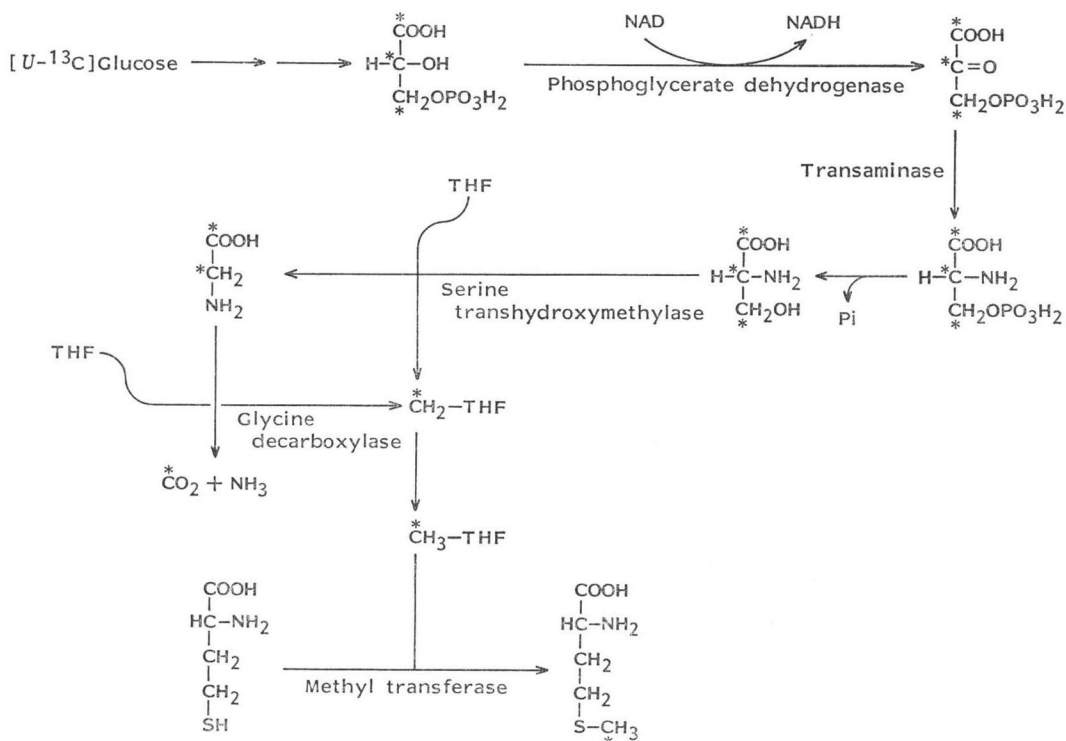 [U-13C]Glucose
*
COOH
H-*C-OH
CH2OPO3H2
*
NAD
NADH
Phosphoglycerate dehydrogenase
*
COOH
*C=O
CH2OPO3H2
*
Transaminase
THF
*
COOH
*CH2
NH2
Serine
transhydroxymethylase
*
COOH
H-*C-NH2
CH2OH
*
Pi
*
COOH
H-*C-NH2
CH2OPO3H2
*
THF
Glycine
decarboxylase
*
CH2-THF
*
CO2 + NH3
*
CH3-THF
COOH
HC-NH2
CH2
CH2
SH
Methyl transferase
COOH
HC-NH2
CH2
CH2
S-CH3
*